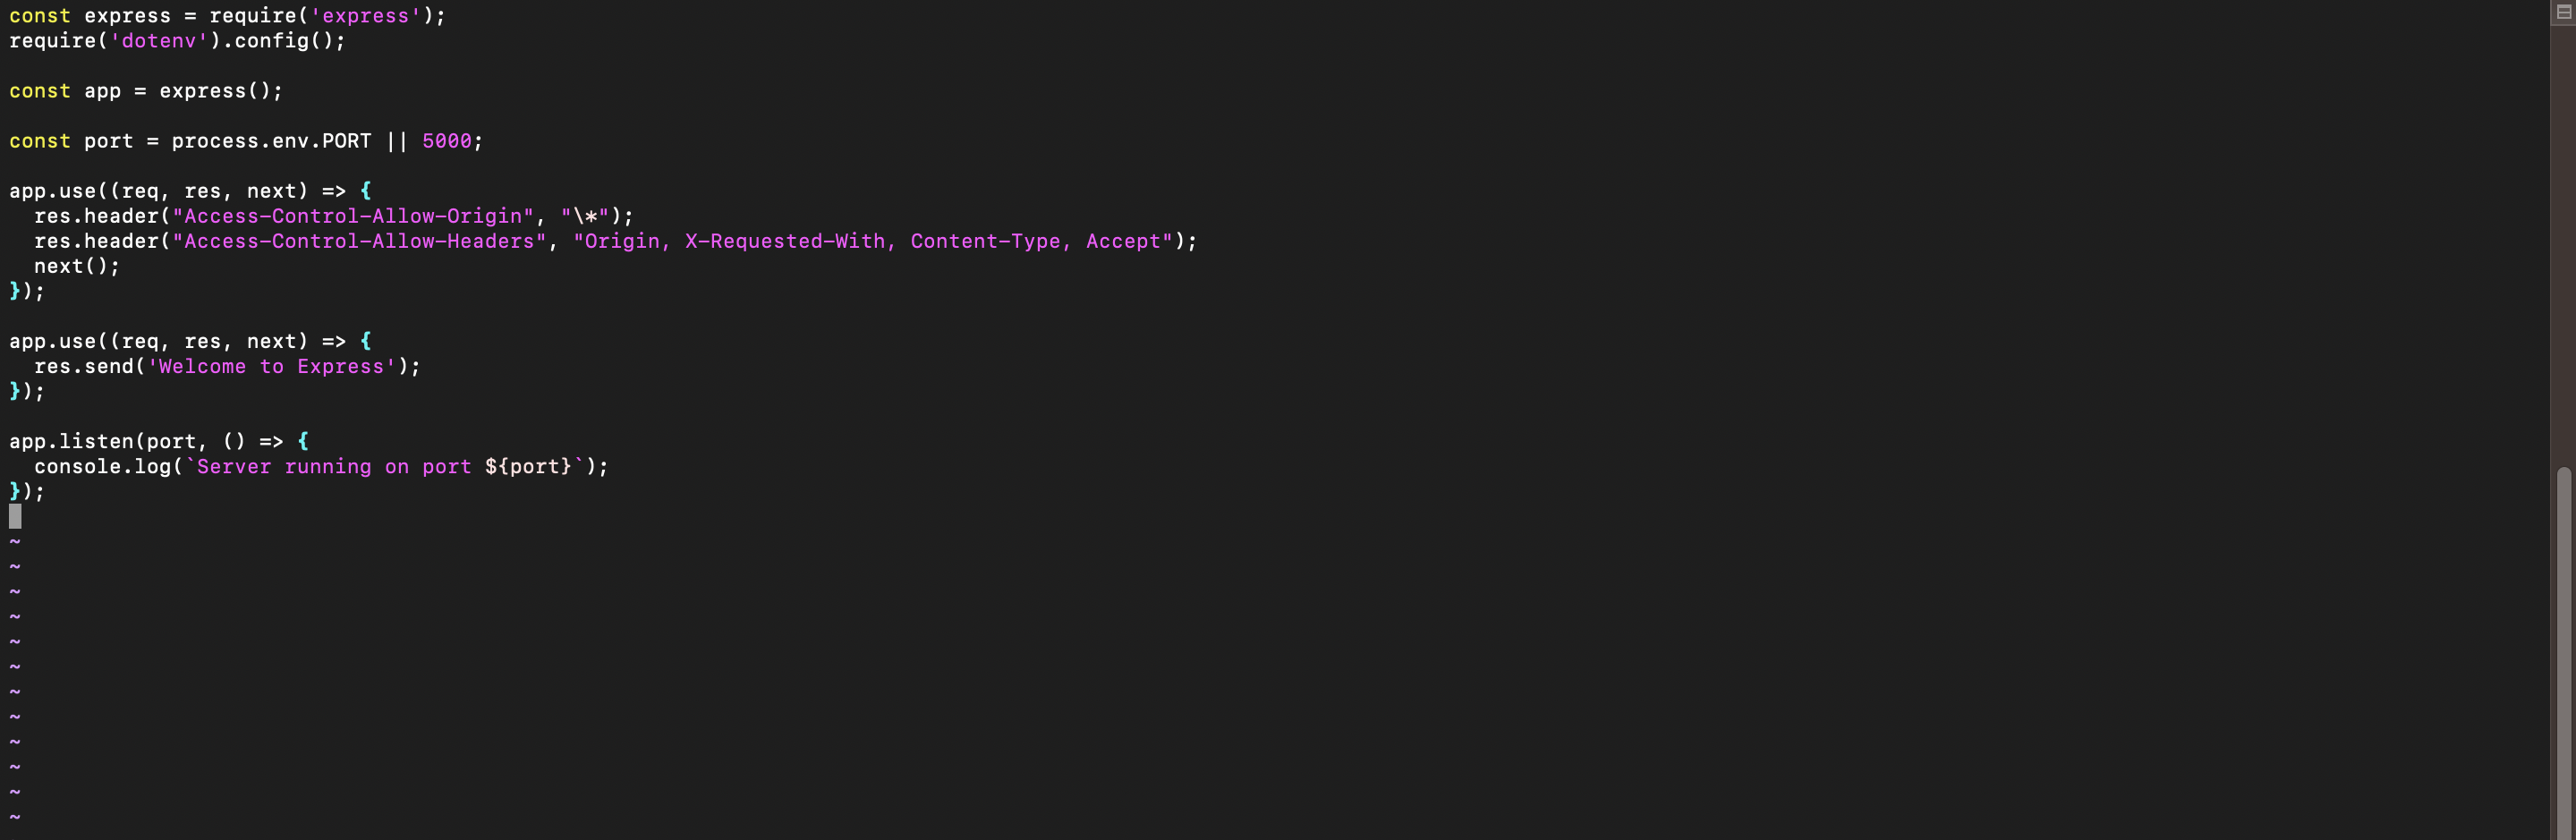 const express = require('express');
require('dotenv').config();

const app = express();

const port = process.env.PORT || 5000;

app.use((req, res, next) => {
  res.header("Access-Control-Allow-Origin", "\*");
  res.header("Access-Control-Allow-Headers", "Origin, X-Requested-With, Content-Type, Accept");
  next();
});

app.use((req, res, next) => {
  res.send('Welcome to Express');
});

app.listen(port, () => {
  console.log(`Server running on port ${port}`);
});

~
~
~
~
~
~
~
~
~
~
~
~